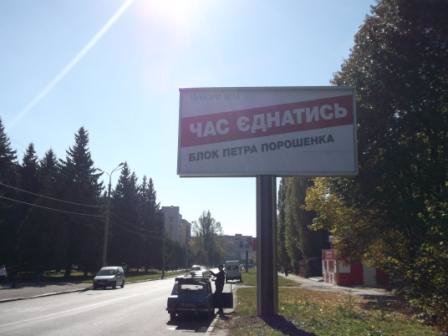 ЧАС ЄДНАТИСЬ
БЛОК ПЕТРА ПОРОШЕНКА